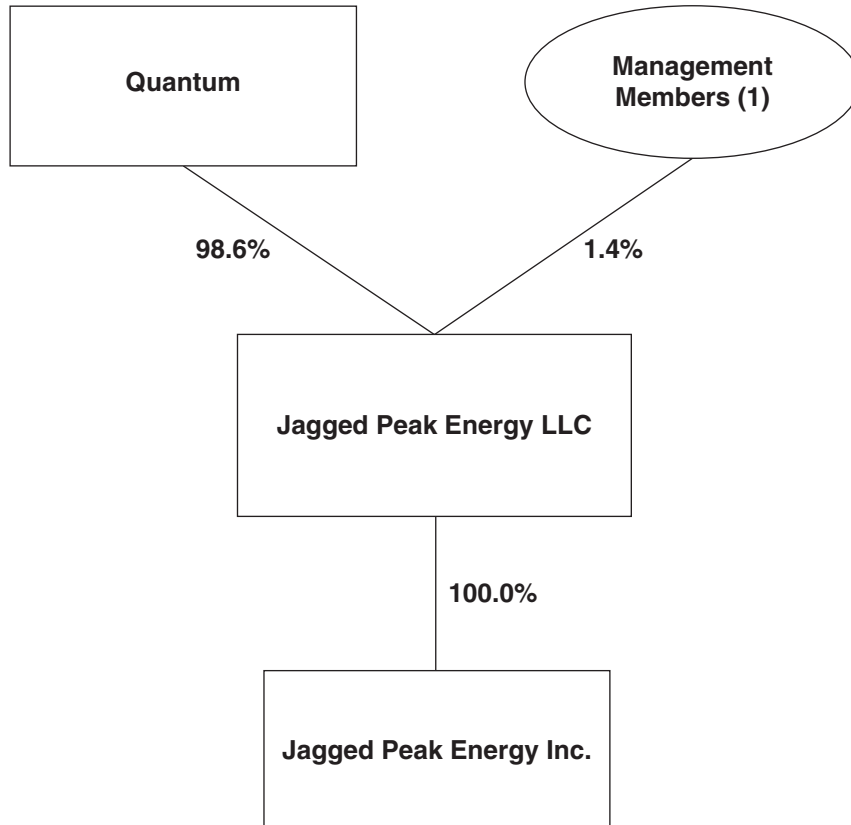 Quantum
Management
Members (1)
98.6%
1.4%
Jagged Peak Energy LLC
100.0%
Jagged Peak Energy Inc.